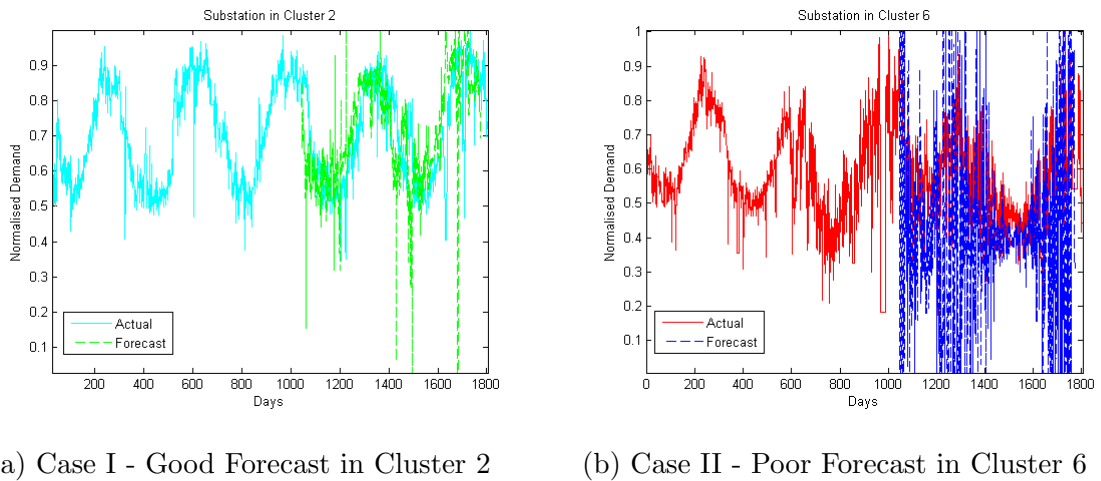 Substation in Cluster 2
Normalised Demand
0.9
0.8
0.7
0.6
0.5
0.4
0.3
0.2
0.1
Actual
Forecast
200 400 600 800 1000 1200 1400 1600 1800
Days
Substation in Cluster 6
Normalised Demand
1
0.9
0.8
0.7
0.6
0.5
0.4
0.3
0.2
0.1
Actual
Forecast
0 200 400 600 800 1000 1200 1400 1600 1800
Days
a) Case I - Good Forecast in Cluster 2
(b) Case II - Poor Forecast in Cluster 6